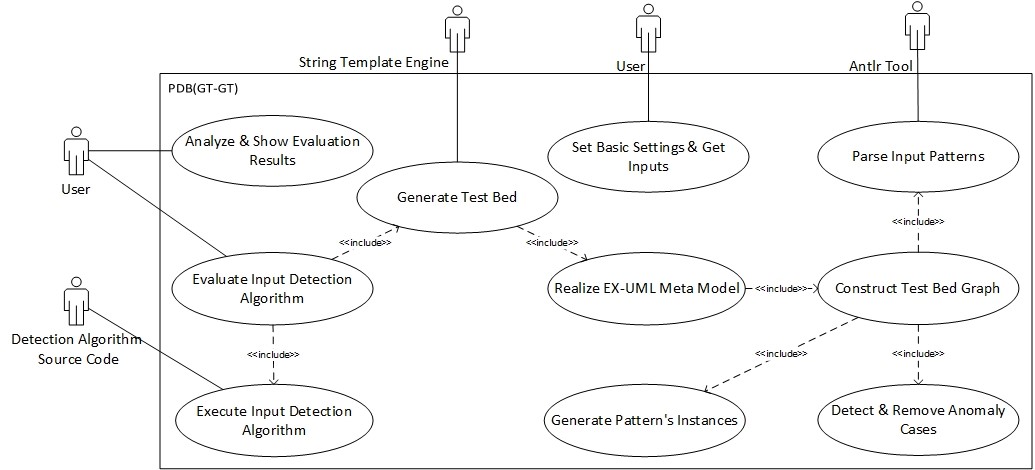 String Template Engine
User
Antlr Tool
PDB(GT-GT)
Analyze & Show Evaluation
Results
Set Basic Settings & Get
Inputs
Parse Input Patterns
User
Generate Test Bed
<<include>>
<<include>>
<<include>>
Evaluate Input Detection
Algorithm
Realize EX-UML Meta Model
<<include>>
Construct Test Bed Graph
Detection Algorithm
Source Code
<<include>>
<<include>>
<<include>>
Execute Input Detection
Algorithm
Generate Pattern's Instances
Detect & Remove Anomaly
Cases